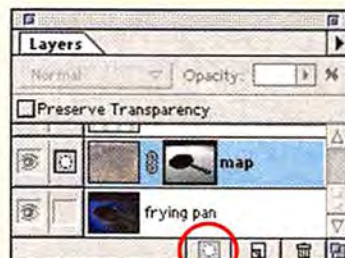 Layers
Normal Opacity: %
Preserve Transparency
map
frying pan